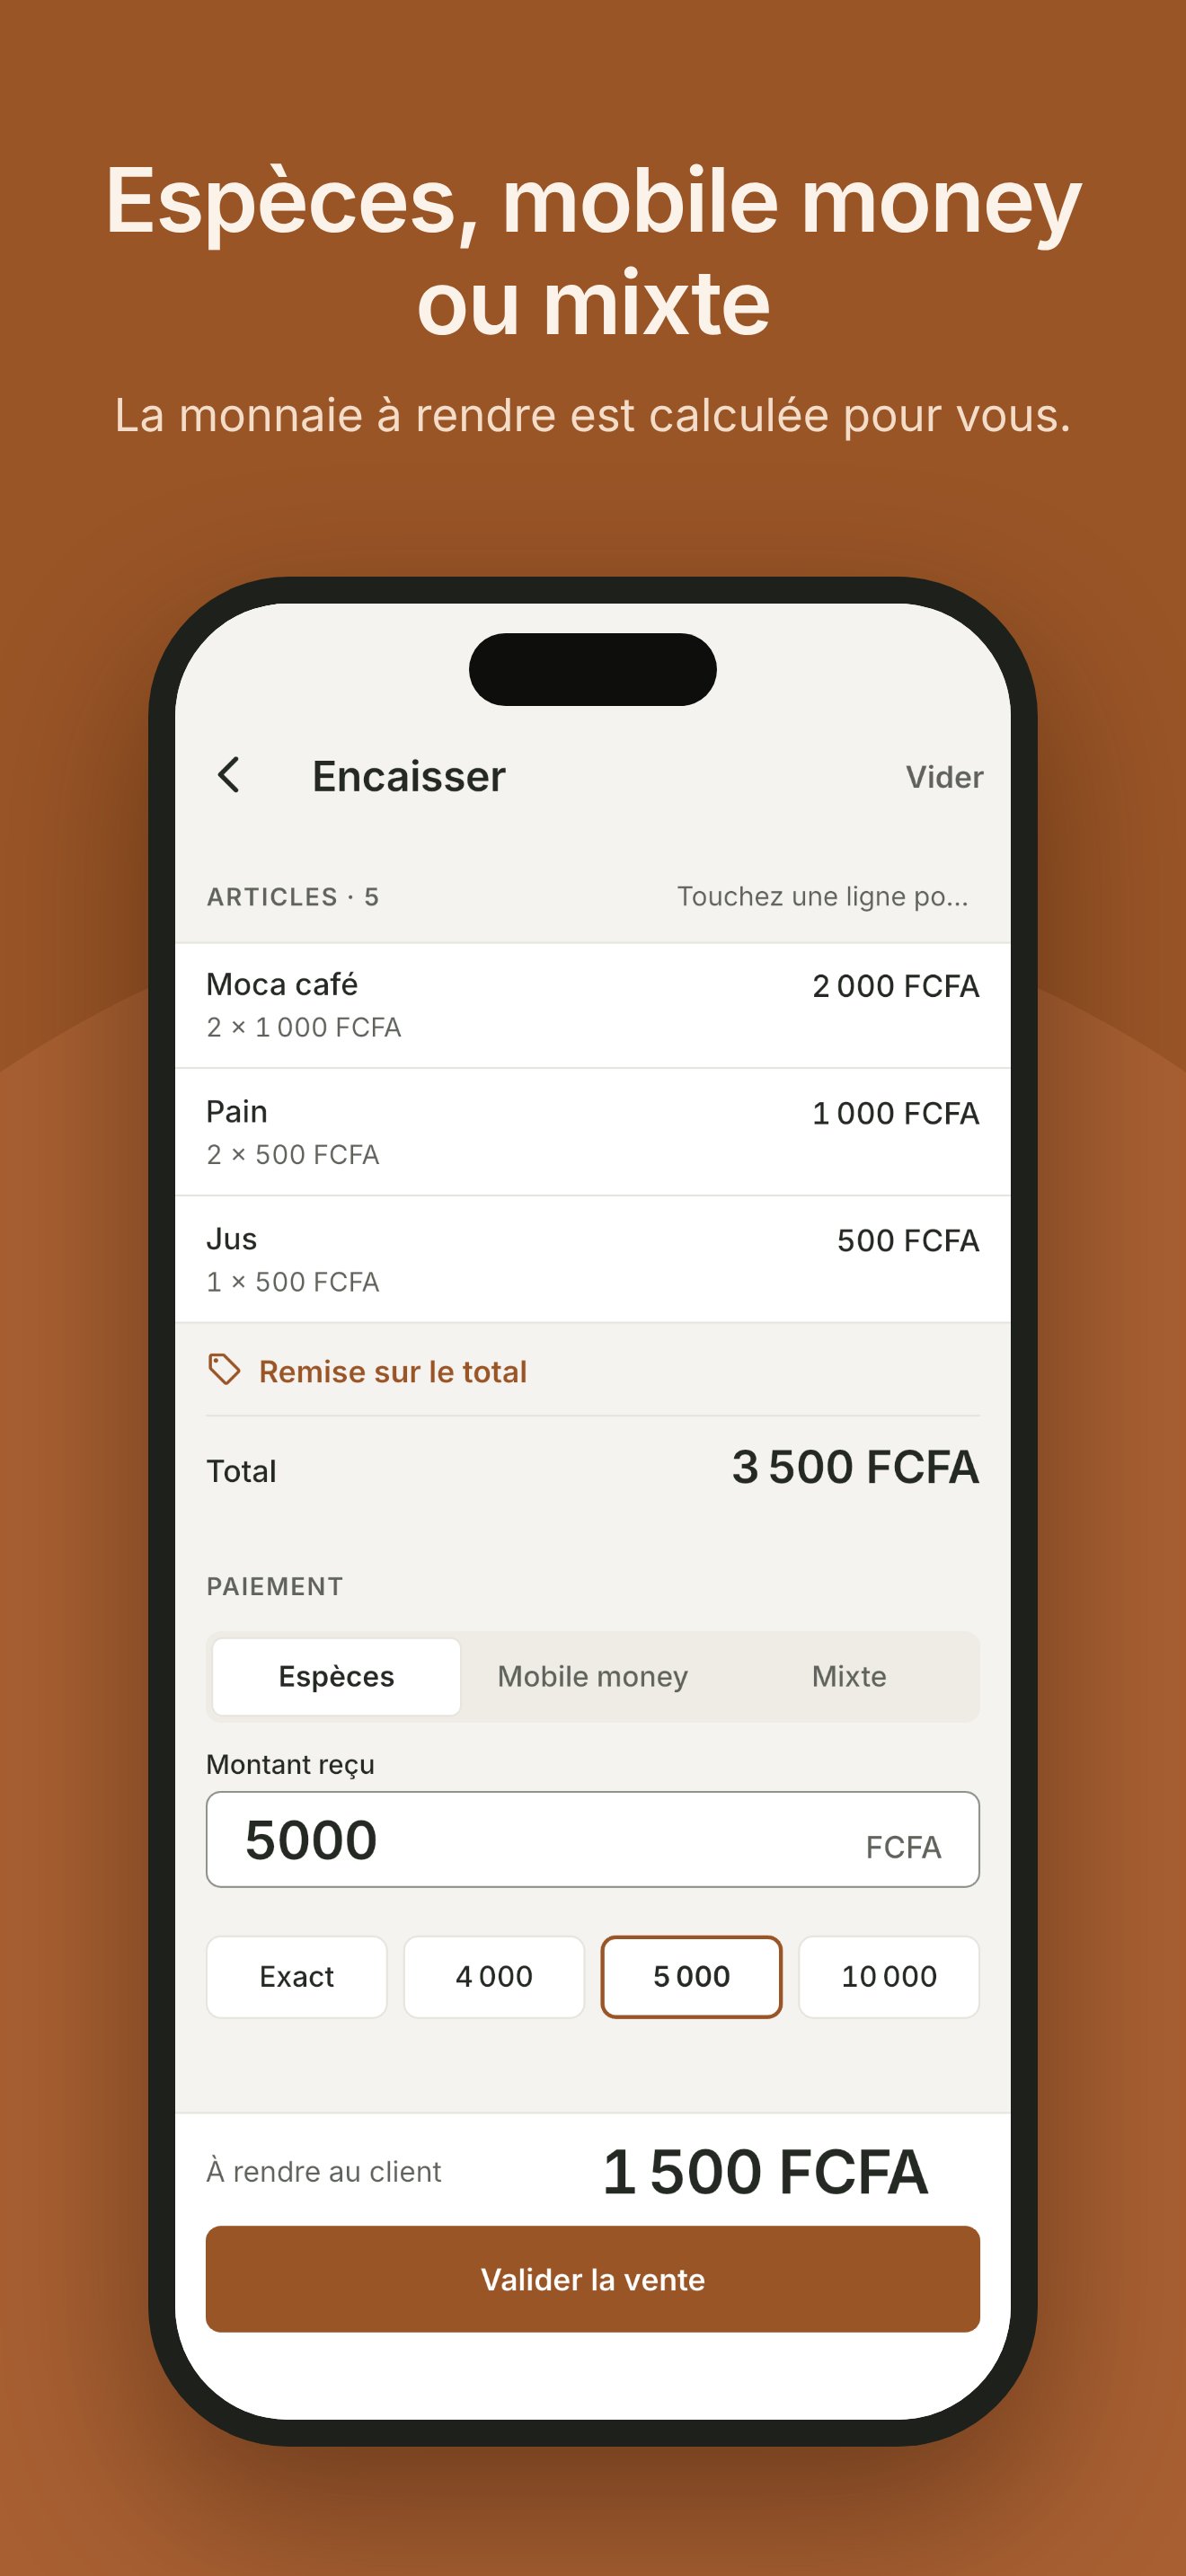 Espèces, mobile money
ou mixte
La monnaie à rendre est calculée pour vous.
Encaisser
Vider
ARTICLES · 5
Touchez une ligne po...
Moca café
2 000 FCFA
2 × 1 000 FCFA
Pain
1 000 FCFA
2 × 500 FCFA
Jus
500 FCFA
1 × 500 FCFA
Remise sur le total
Total
3 500 FCFA
PAIEMENT
Espèces
Mobile money
Mixte
Montant reçu
5000
FCFA
Exact
4 000
5 000
10 000
À rendre au client
1 500 FCFA
Valider la vente